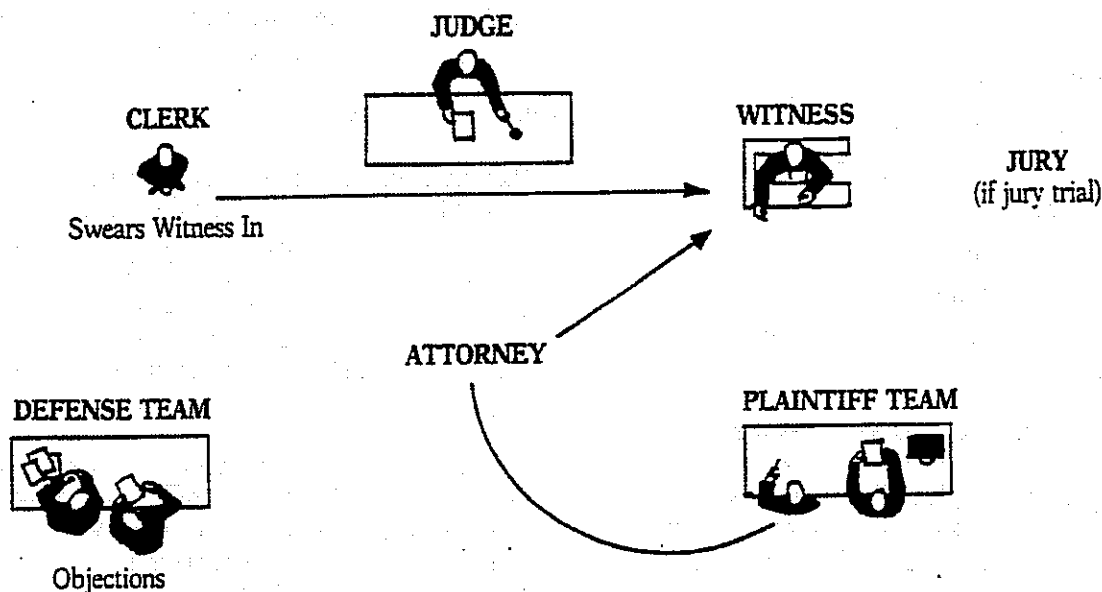 JUDGE
CLERK
WITNESS
JURY
(if jury trial)
Swears Witness In
ATTORNEY
DEFENSE TEAM
PLAINTIFF TEAM
Objections